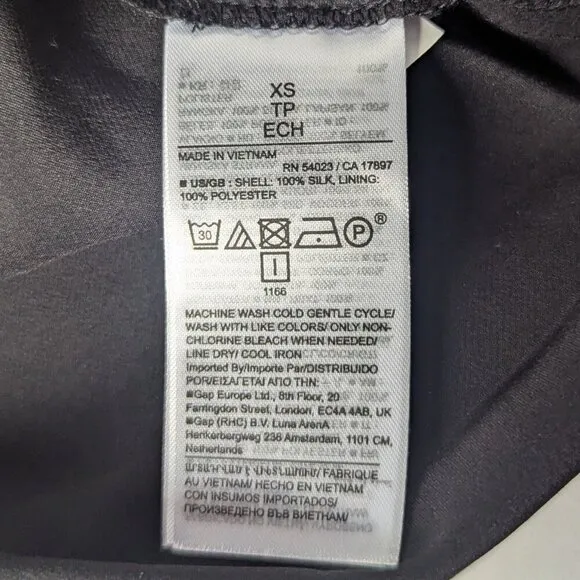 XS
TP
ECH
MADE IN VIETNAM
RN 54023 / CA 17897
■ US/GB : SHELL: 100% SILK, LINING:
100% POLYESTER
30 P ®
I
1166
MACHINE WASH COLD GENTLE CYCLE/
WASH WITH LIKE COLORS/ ONLY NON-
CHLORINE BLEACH WHEN NEEDED/
LINE DRY/ COOL IRON
Imported By/Importe Par/DISTRIBUIDO
POR/ΕΙΣΑΓΕΤΑΙ ΑΠΟ ΤΗΝ:
■Gap Europe Ltd., 8th Floor, 20
Farringdon Street, London, EC4A 4AB, UK
■Gap (RHC) B.V. Luna ArenA
Herikerbergweg 238 Amsterdam, 1101 CM,
Netherlands
FABRIQUE
AU VIETNAM/ HECHO EN VIETNAM
CON INSUMOS IMPORTADOS/
ПРОИЗВЕДЕНО ВЪВ ВИЕТНАМ/